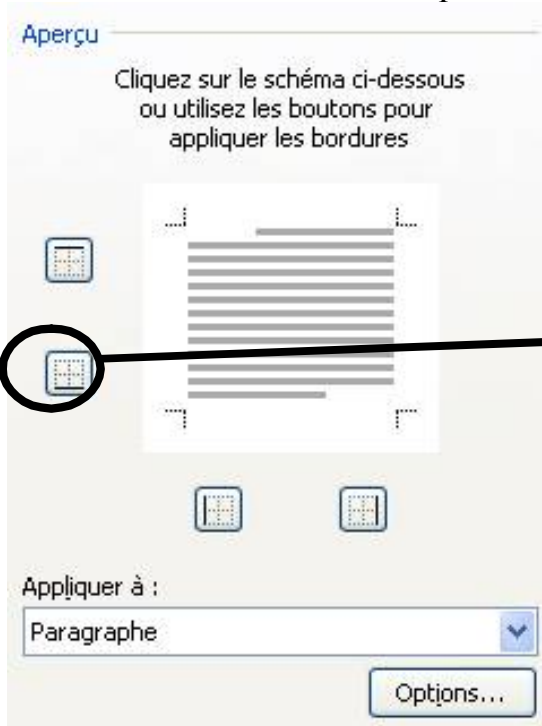 Aperçu
Cliquez sur le schéma ci-dessous
ou utilisez les boutons pour
appliquer les bordures
Appliquer à :
Paragraphe
Options...